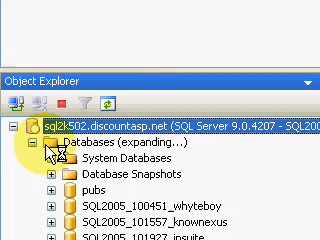 Object Explorer
sql2k502.discountasp.net (SQL Server 9.0.4207 - SQL200
Databases (expanding...)
System Databases
Database Snapshots
pubs
SQL2005_100451_whyteboy
SQL2005_101557_knownexus
SQL2005_101927_insuite